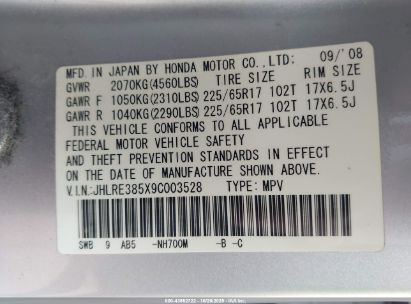 MFD. IN JAPAN BY HONDA MOTOR CO., LTD: 09/'08
GVWR 2070KG(4560LBS) TIRE SIZE RIM SIZE
GAWR F 1050KG(2310LBS) 225/65R17 102T 17X6.5J
GAWR R 1040KG(2290LBS) 225/65R17 102T 17X6.5J
THIS VEHICLE CONFORMS TO ALL APPLICABLE
FEDERAL MOTOR VEHICLE SAFETY
AND THEFT PREVENTION STANDARDS IN EFFECT
ON THE DATE OF MANUFACTURE SHOWN ABOVE.
V.I.N:JHLRE385X9C003528 TYPE: MPV
SWB 9 AB5 -NH700M -B -C